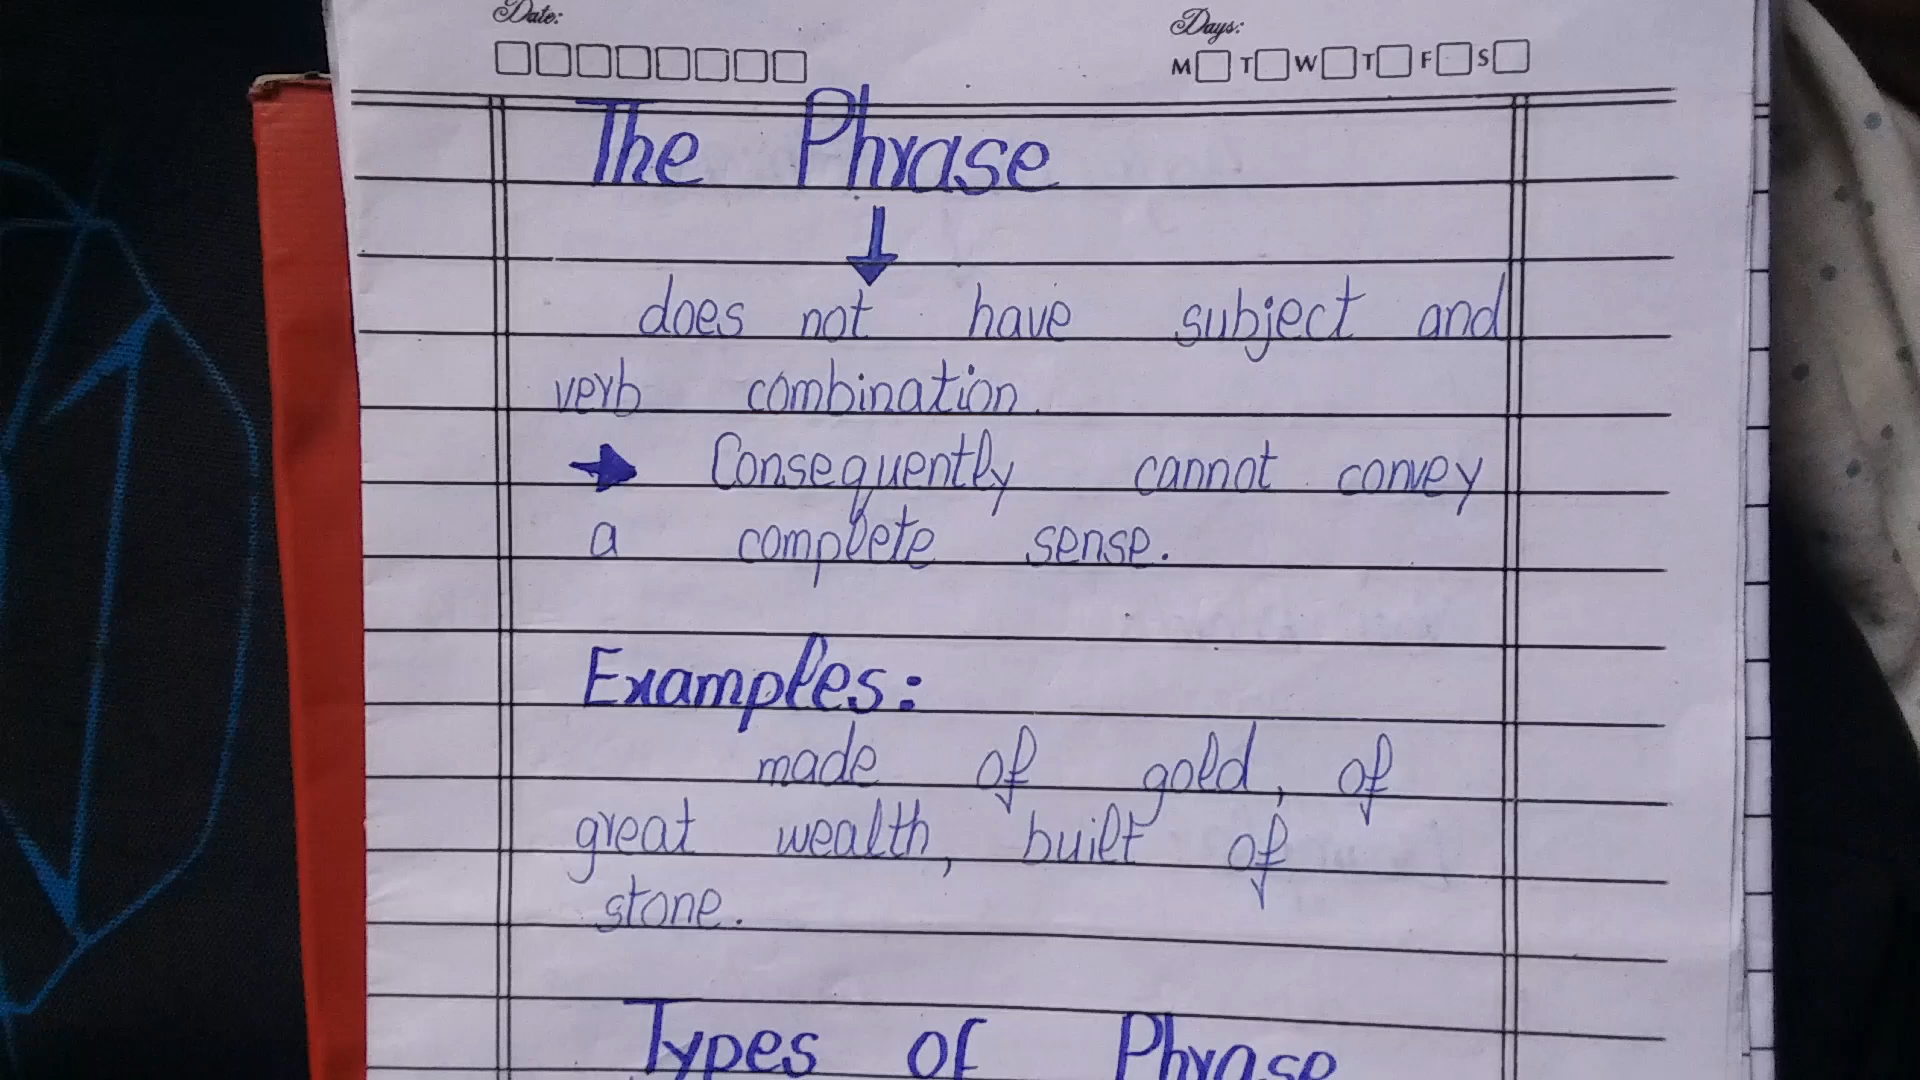 Date: Days:
M T W T F S
The Phrase
does not have subject and
verb combination.
Consequently cannot convey
a complete sense.
Examples:
made of gold, of
great wealth, built of
stone.
Types of Phrase